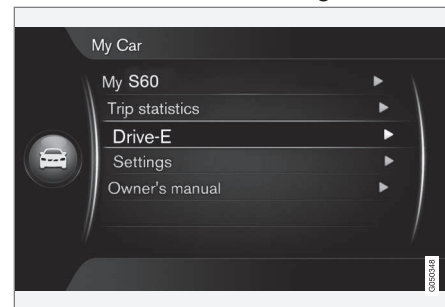 My Car
My S60
Trip statistics
Drive-E
Settings
Owner's manual
G050348